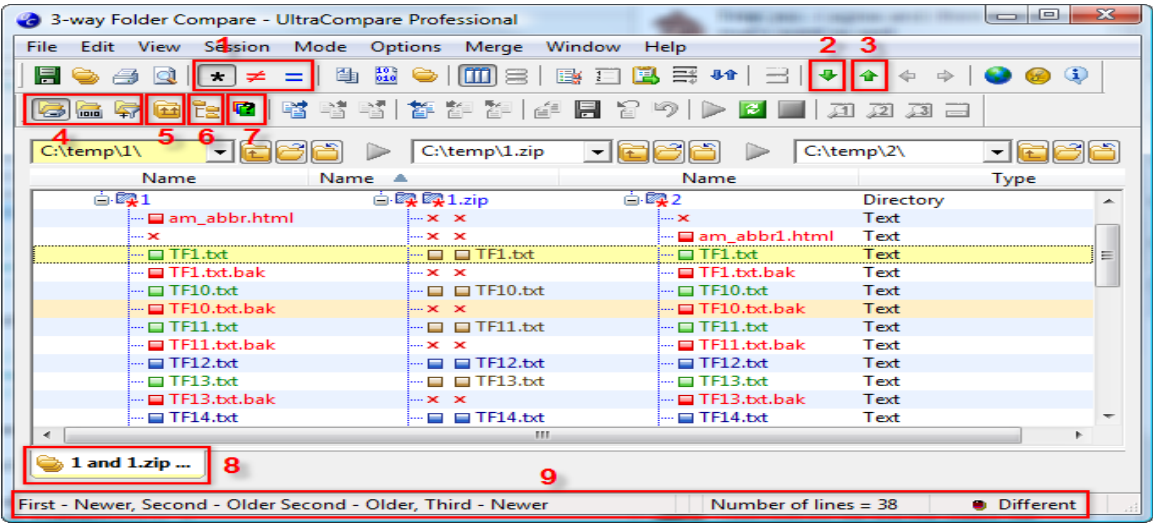 3-way Folder Compare - UltraCompare Professional
File Edit View Session Mode Options Merge Window Help
1 2 3
4 5 6 7
C:\temp\1\ C:\temp\1.zip C:\temp\2\
Name Name Name Type
1 1.zip 2 Directory
am_abbr.html Text
am_abbr1.html Text
TF1.txt TF1.txt TF1.txt Text
TF1.txt.bak TF1.txt.bak Text
TF10.txt TF10.txt TF10.txt Text
TF10.txt.bak TF10.txt.bak Text
TF11.txt TF11.txt TF11.txt Text
TF11.txt.bak TF11.txt.bak Text
TF12.txt TF12.txt TF12.txt Text
TF13.txt TF13.txt TF13.txt Text
TF13.txt.bak TF13.txt.bak Text
TF14.txt TF14.txt TF14.txt Text
1 and 1.zip ... 8
9
First - Newer, Second - Older Second - Older, Third - Newer Number of lines = 38 Different